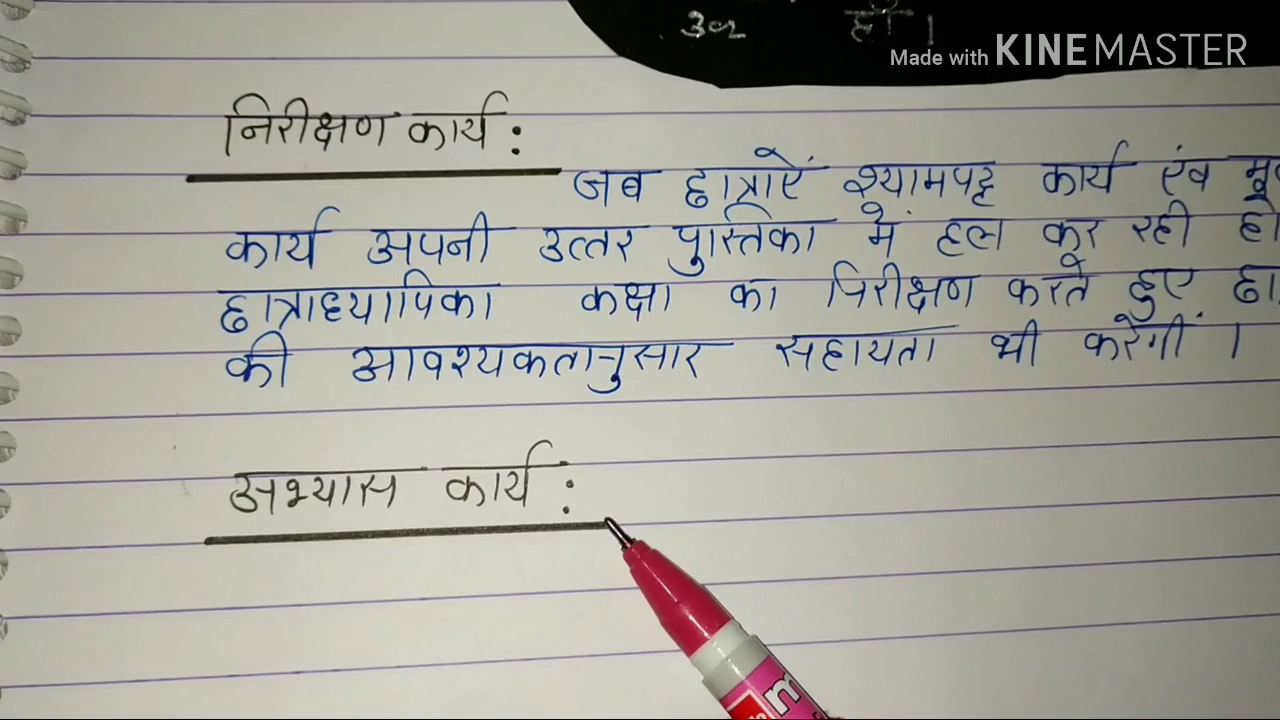 हो।
Made with KINEMASTER
निरीक्षण कार्य :
जब छात्राऐं श्यामपट्ट कार्य एंव
कार्य अपनी उत्तर पुस्तिका में हल कर रही हो
छात्राध्यापिका कक्षा का निरीक्षण करते हुए
की आवश्यकतानुसार सहायता भी करेगीं ।
अभ्यास कार्य :